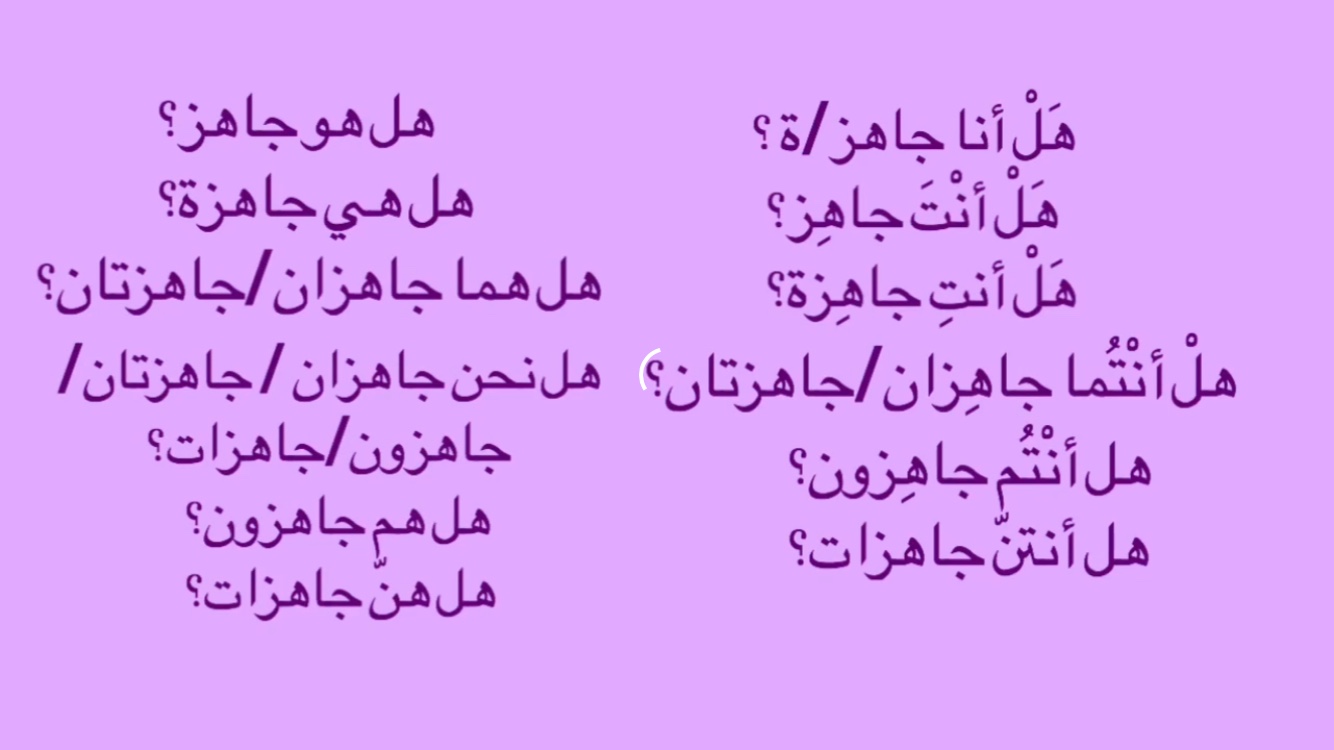 هَلْ أنا جاهز/ة ؟
هَلْ أنْتَ جاهِز؟
هَلْ أنتِ جاهِزة؟
هلْ أنْتُما جاهِزان/جاهزتان؟
هل أنْتُم جاهِزون؟
هل أنتنّ جاهزات؟
هل هو جاهز؟
هل هي جاهزة؟
هل هما جاهزان/جاهزتان؟
هل نحن جاهزان / جاهزتان/
جاهزون/جاهزات؟
هل هم جاهزون؟
هل هنّ جاهزات؟